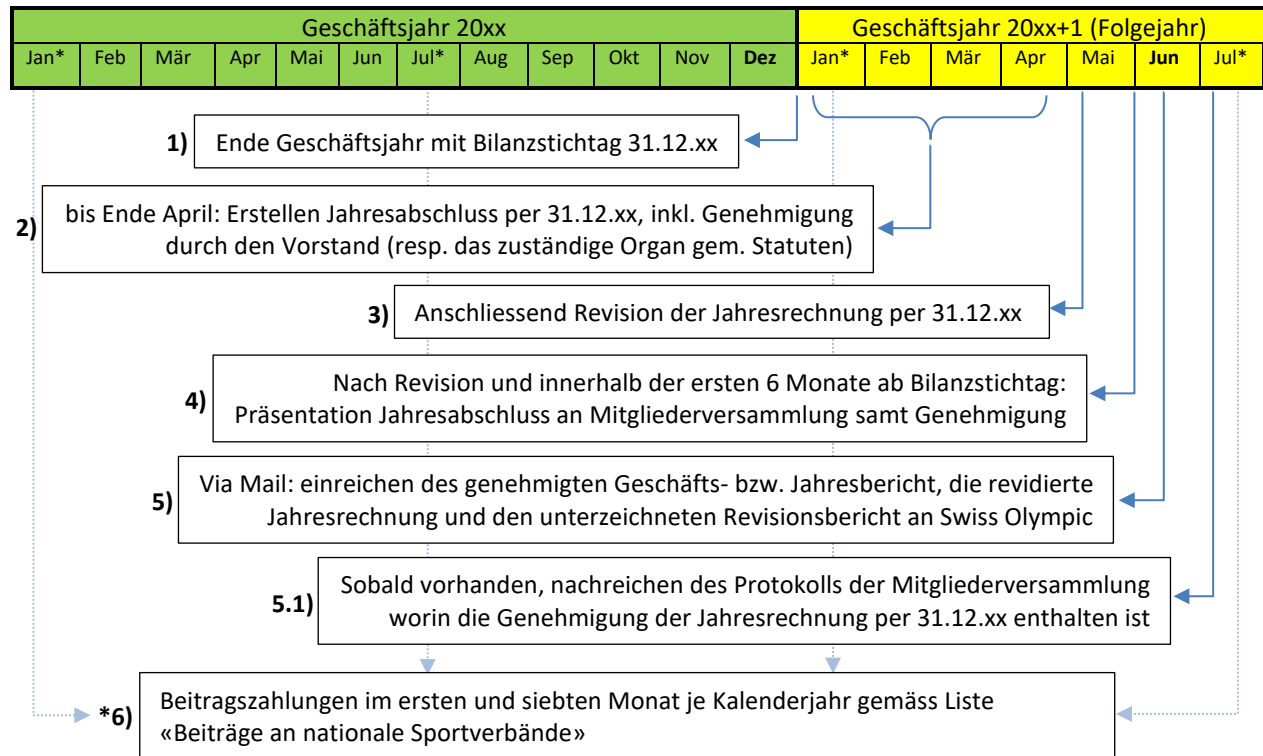 Geschäftsjahr 20xx Geschäftsjahr 20xx+1 (Folgejahr)
Jan* Feb Mär Apr Mai Jun Jul* Aug Sep Okt Nov Dez Jan* Feb Mär Apr Mai Jun Jul*
1) Ende Geschäftsjahr mit Bilanzstichtag 31.12.xx
2) bis Ende April: Erstellen Jahresabschluss per 31.12.xx, inkl. Genehmigung
durch den Vorstand (resp. das zuständige Organ gem. Statuten)
3) Anschliessend Revision der Jahresrechnung per 31.12.xx
4) Nach Revision und innerhalb der ersten 6 Monate ab Bilanzstichtag:
Präsentation Jahresabschluss an Mitgliederversammlung samt Genehmigung
5) Via Mail: einreichen des genehmigten Geschäfts- bzw. Jahresbericht, die revidierte
Jahresrechnung und den unterzeichneten Revisionsbericht an Swiss Olympic
5.1) Sobald vorhanden, nachreichen des Protokolls der Mitgliederversammlung
worin die Genehmigung der Jahresrechnung per 31.12.xx enthalten ist
*6) Beitragszahlungen im ersten und siebten Monat je Kalenderjahr gemäss Liste
«Beiträge an nationale Sportverbände»